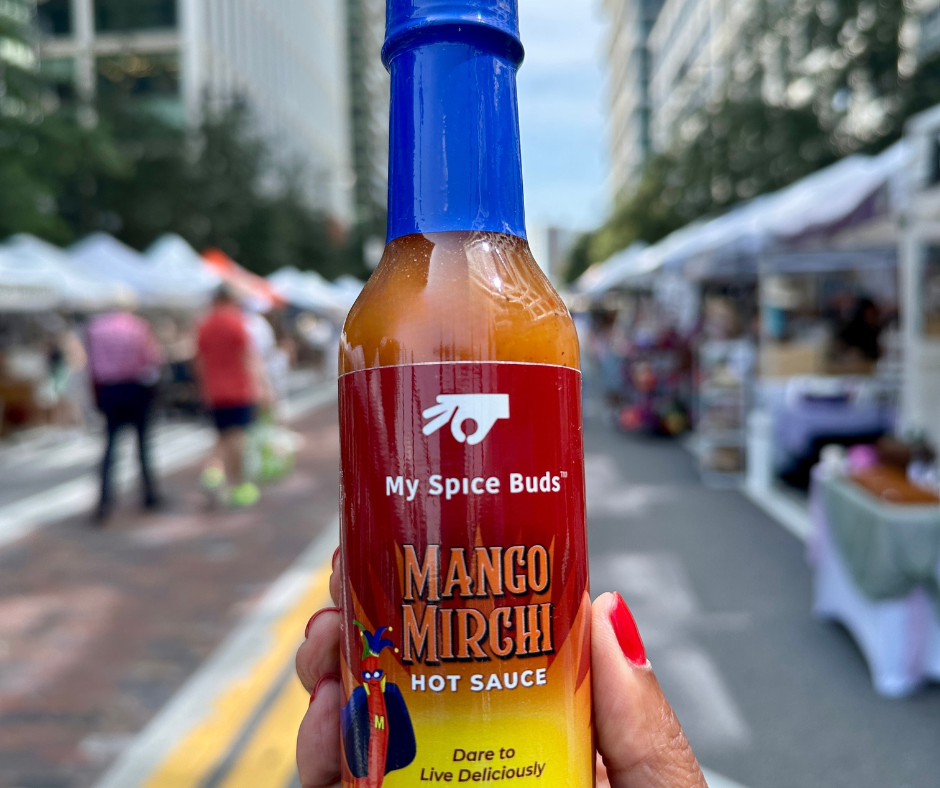 My Spice Buds™
MANGO
MIRCHI
HOT SAUCE
M
Dare to
Live Deliciously